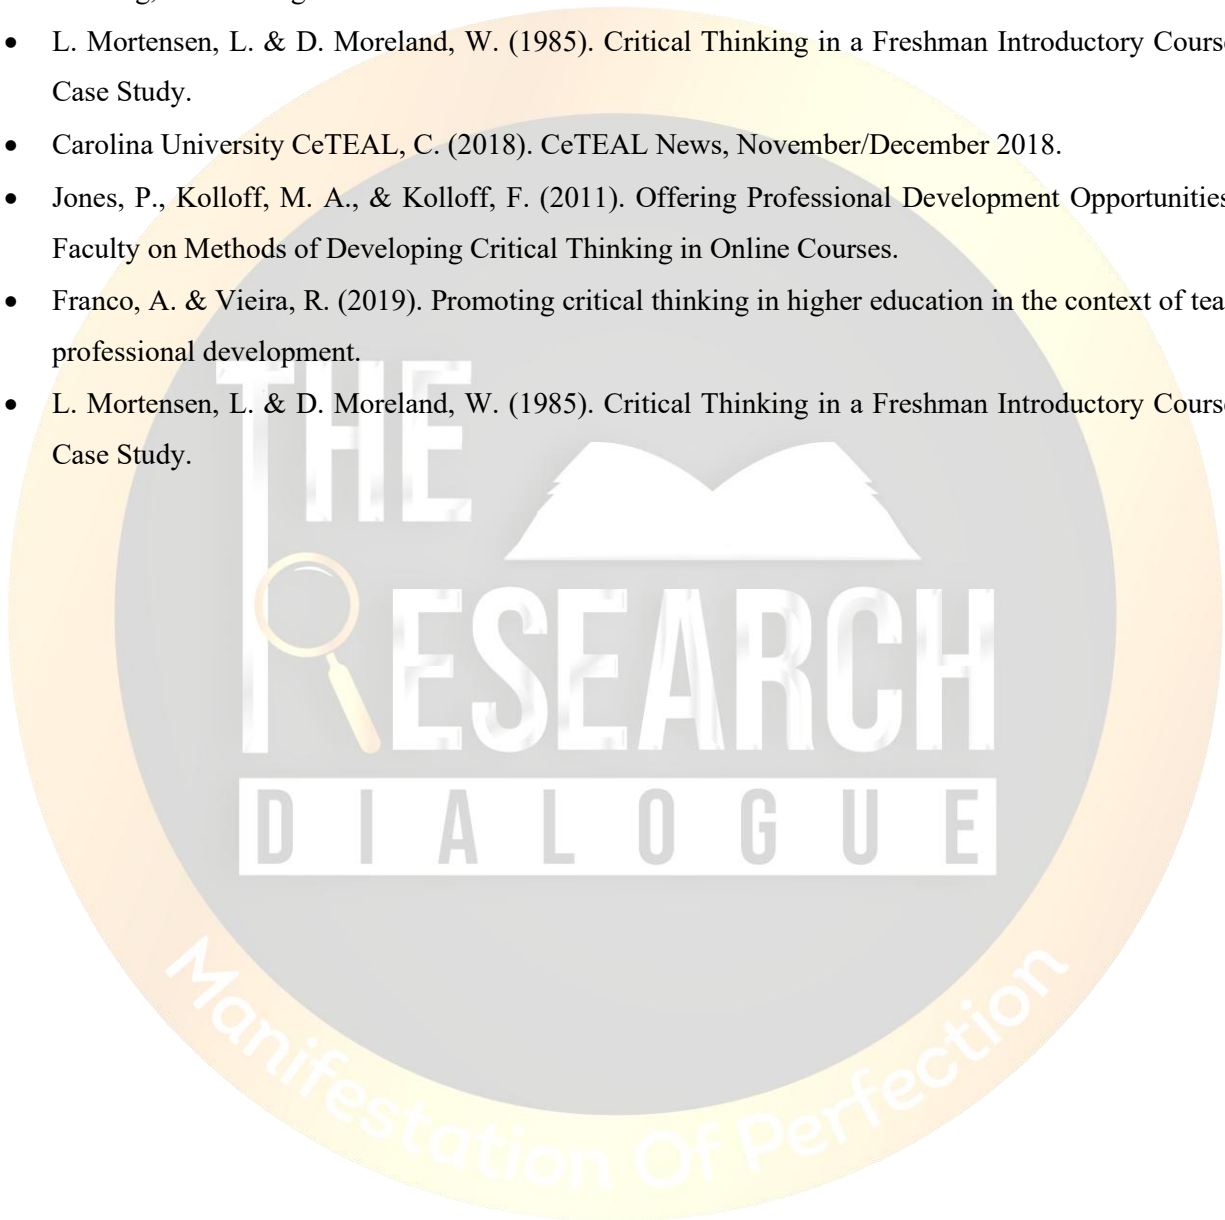 • L. Mortensen, L. & D. Moreland, W. (1985). Critical Thinking in a Freshman Introductory Course
Case Study.
• Carolina University CeTEAL, C. (2018). CeTEAL News, November/December 2018.
• Jones, P., Kolloff, M. A., & Kolloff, F. (2011). Offering Professional Development Opportunities
Faculty on Methods of Developing Critical Thinking in Online Courses.
• Franco, A. & Vieira, R. (2019). Promoting critical thinking in higher education in the context of tea
professional development.
• L. Mortensen, L. & D. Moreland, W. (1985). Critical Thinking in a Freshman Introductory Course
Case Study.
THE
RESEARCH
DIALOGUE
Manifestation Of Perfection